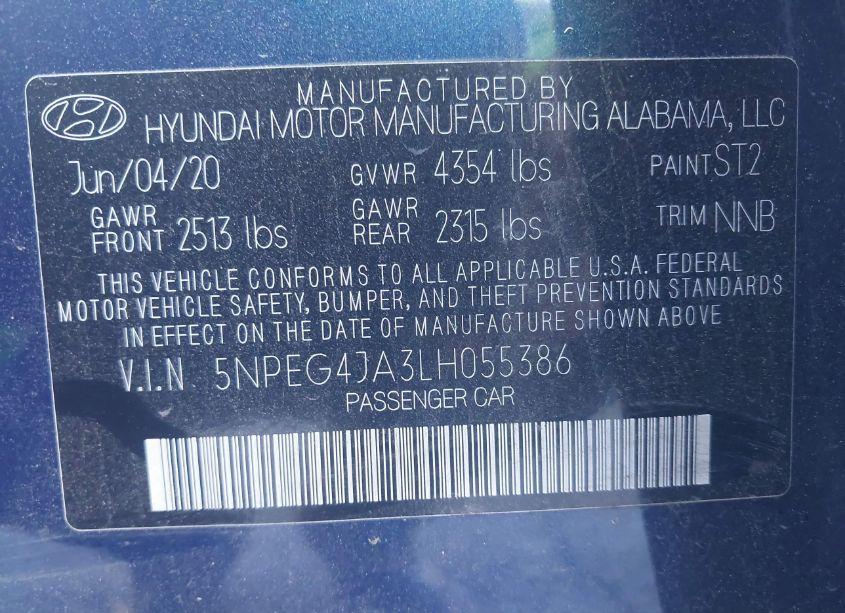 MANUFACTURED BY
HYUNDAI MOTOR MANUFACTURING ALABAMA, LLC
Jun/04/20 GVWR 4354 lbs PAINT ST2
GAWR FRONT 2513 lbs GAWR REAR 2315 lbs TRIM NNB
THIS VEHICLE CONFORMS TO ALL APPLICABLE U.S.A. FEDERAL
MOTOR VEHICLE SAFETY, BUMPER, AND THEFT PREVENTION STANDARDS
IN EFFECT ON THE DATE OF MANUFACTURE SHOWN ABOVE
V.I.N 5NPEG4JA3LH055386
PASSENGER CAR